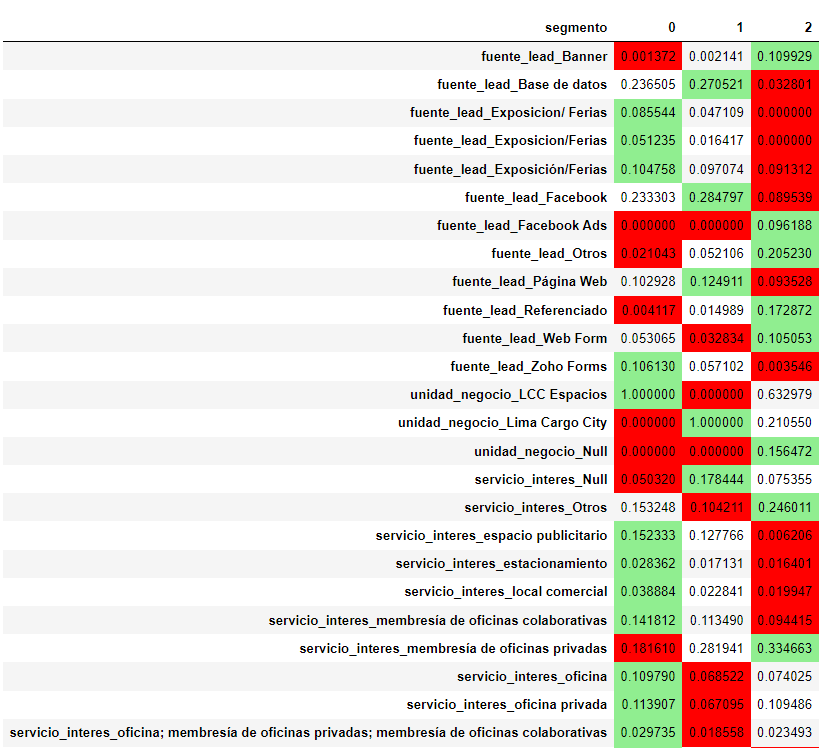 segmento 0 1 2
fuente_lead_Banner 0.001372 0.002141 0.109929
fuente_lead_Base de datos 0.236505 0.270521 0.032801
fuente_lead_Exposicion/ Ferias 0.085544 0.047109 0.000000
fuente_lead_Exposicion/Ferias 0.051235 0.016417 0.000000
fuente_lead_Exposición/Ferias 0.104758 0.097074 0.091312
fuente_lead_Facebook 0.233303 0.284797 0.089539
fuente_lead_Facebook Ads 0.000000 0.000000 0.096188
fuente_lead_Otros 0.021043 0.052106 0.205230
fuente_lead_Página Web 0.102928 0.124911 0.093528
fuente_lead_Referenciado 0.004117 0.014989 0.172872
fuente_lead_Web Form 0.053065 0.032834 0.105053
fuente_lead_Zoho Forms 0.106130 0.057102 0.003546
unidad_negocio_LCC Espacios 1.000000 0.000000 0.632979
unidad_negocio_Lima Cargo City 0.000000 1.000000 0.210550
unidad_negocio_Null 0.000000 0.000000 0.156472
servicio_interes_Null 0.050320 0.178444 0.075355
servicio_interes_Otros 0.153248 0.104211 0.246011
servicio_interes_espacio publicitario 0.152333 0.127766 0.006206
servicio_interes_estacionamiento 0.028362 0.017131 0.016401
servicio_interes_local comercial 0.038884 0.022841 0.019947
servicio_interes_membresía de oficinas colaborativas 0.141812 0.113490 0.094415
servicio_interes_membresía de oficinas privadas 0.181610 0.281941 0.334663
servicio_interes_oficina 0.109790 0.068522 0.074025
servicio_interes_oficina privada 0.113907 0.067095 0.109486
servicio_interes_oficina; membresía de oficinas privadas; membresía de oficinas colaborativas 0.029735 0.018558 0.023493